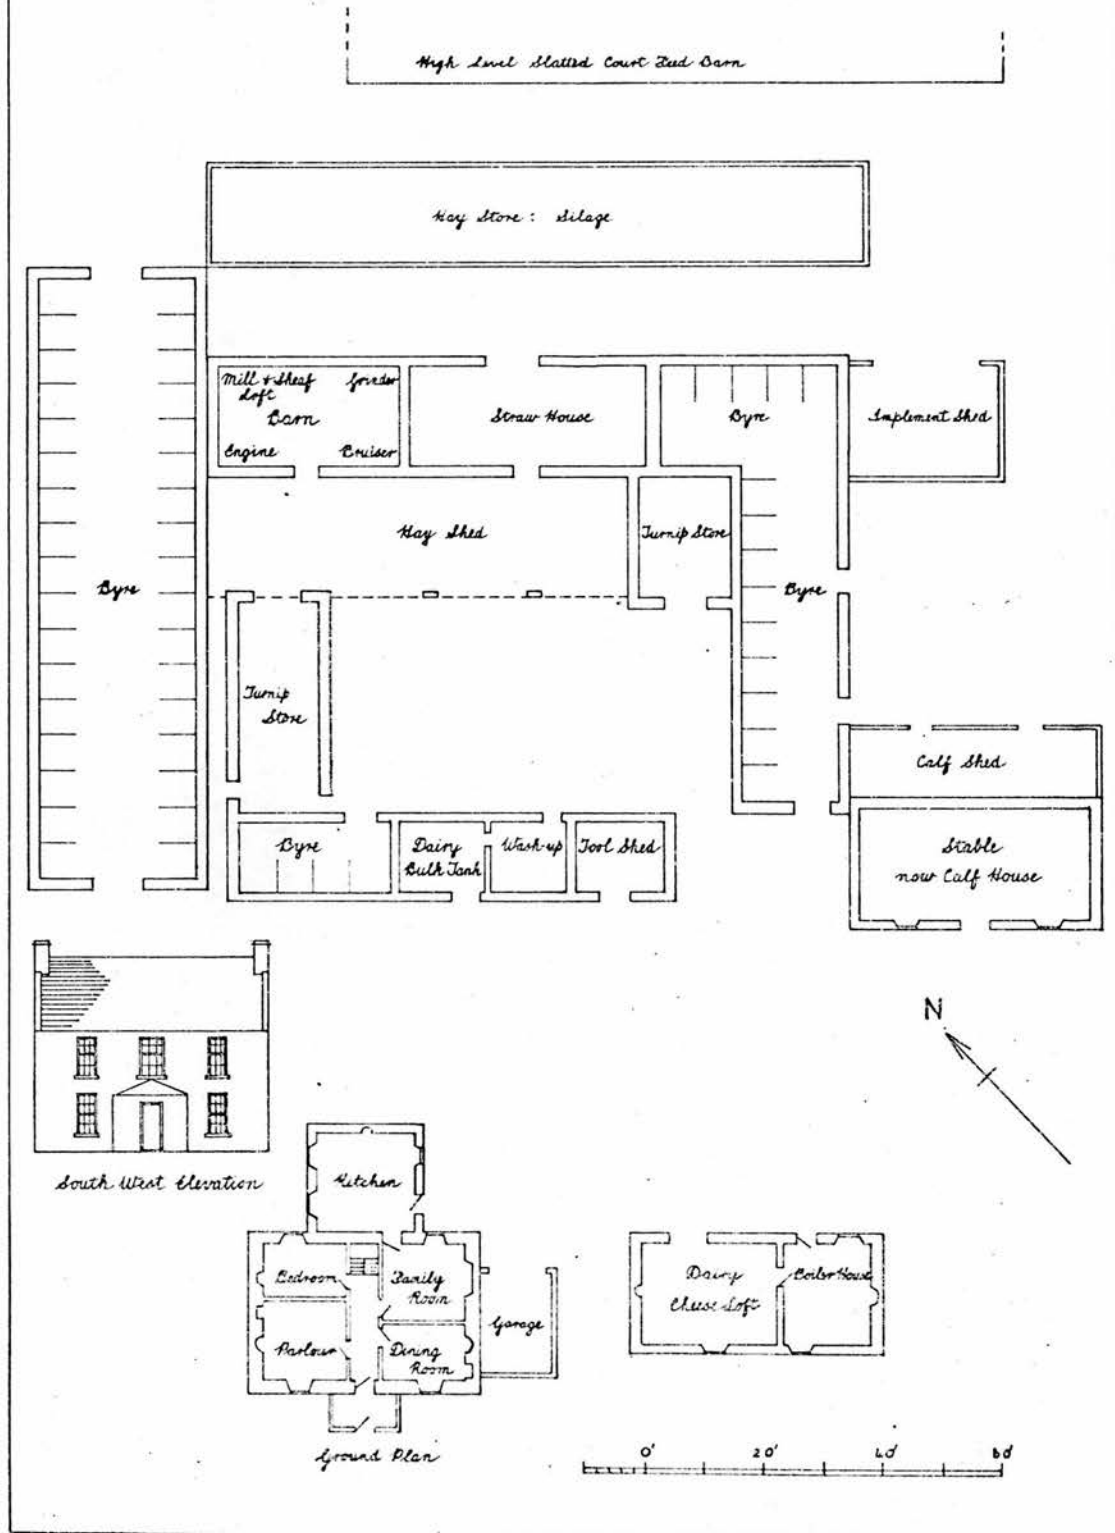 High Level Slatted Court Feed Barn
Hay Store: Silage
Mill & Sheaf
Loft
Grinder
Barn
Engine
Bruiser
Straw House
Byre
Implement Shed
Hay Shed
Turnip Store
Byre
Byre
Turnip
Store
Calf Shed
Byre
Dairy
Bulk Tank
Wash-up
Tool Shed
Stable
now Calf House
N
South West Elevation
Kitchen
Bedroom
Family
Room
Parlour
Dining
Room
Garage
Dairy
Cheese Loft
Boiler House
Ground Plan
0' 20' 40' 60'